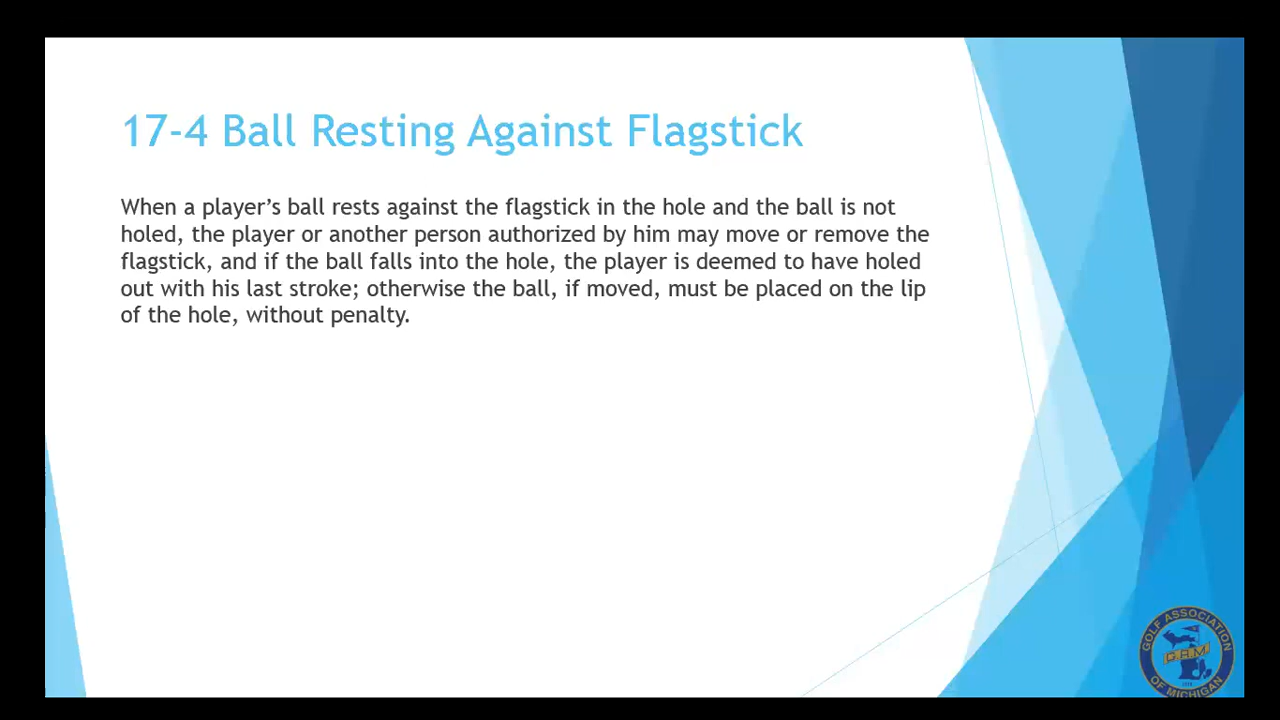 17-4 Ball Resting Against Flagstick
When a player’s ball rests against the flagstick in the hole and the ball is not
holed, the player or another person authorized by him may move or remove the
flagstick, and if the ball falls into the hole, the player is deemed to have holed
out with his last stroke; otherwise the ball, if moved, must be placed on the lip
of the hole, without penalty.
GOLF ASSOCIATION
G.A.M.
OF MICHIGAN